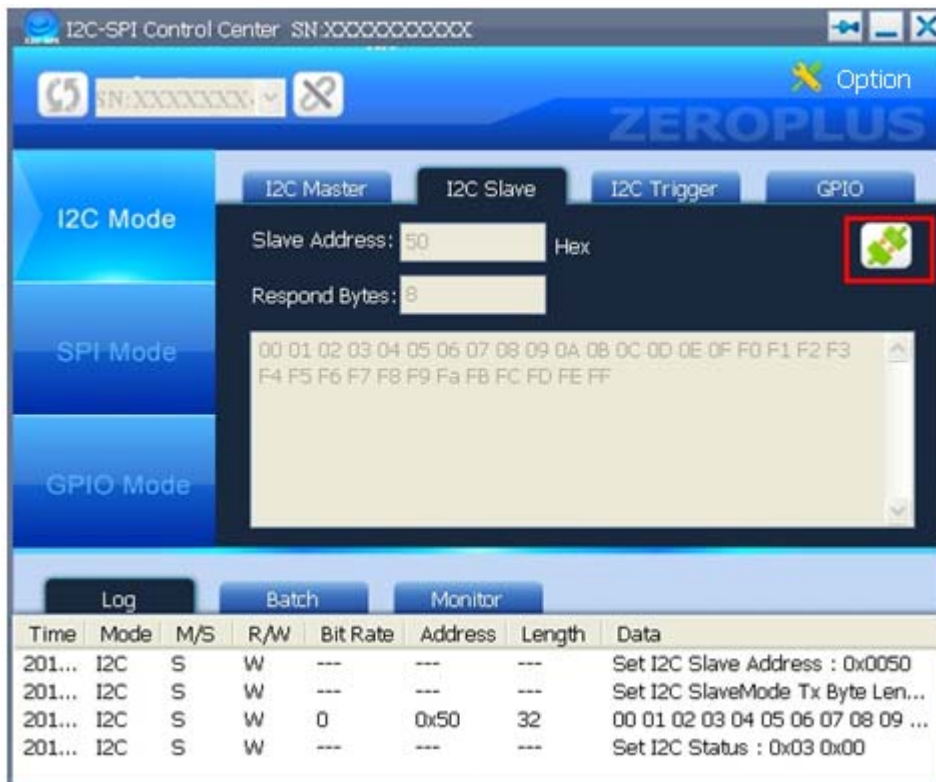 I2C-SPI Control Center SN:XXXXXXXXXXX
SN:XXXXXXX
Option
ZEROPLUS
I2C Mode
SPI Mode
GPIO Mode
I2C Master I2C Slave I2C Trigger GPIO
Slave Address: 50 Hex
Respond Bytes: 8
00 01 02 03 04 05 06 07 08 09 0A 0B 0C 0D 0E 0F F0 F1 F2 F3
F4 F5 F6 F7 F8 F9 Fa FB FC FD FE FF
Log Batch Monitor
Time Mode M/S R/W Bit Rate Address Length Data
201... I2C S W --- --- --- Set I2C Slave Address : 0x0050
201... I2C S W --- --- --- Set I2C SlaveMode Tx Byte Len...
201... I2C S W 0 0x50 32 00 01 02 03 04 05 06 07 08 09 ...
201... I2C S W --- --- --- Set I2C Status : 0x03 0x00